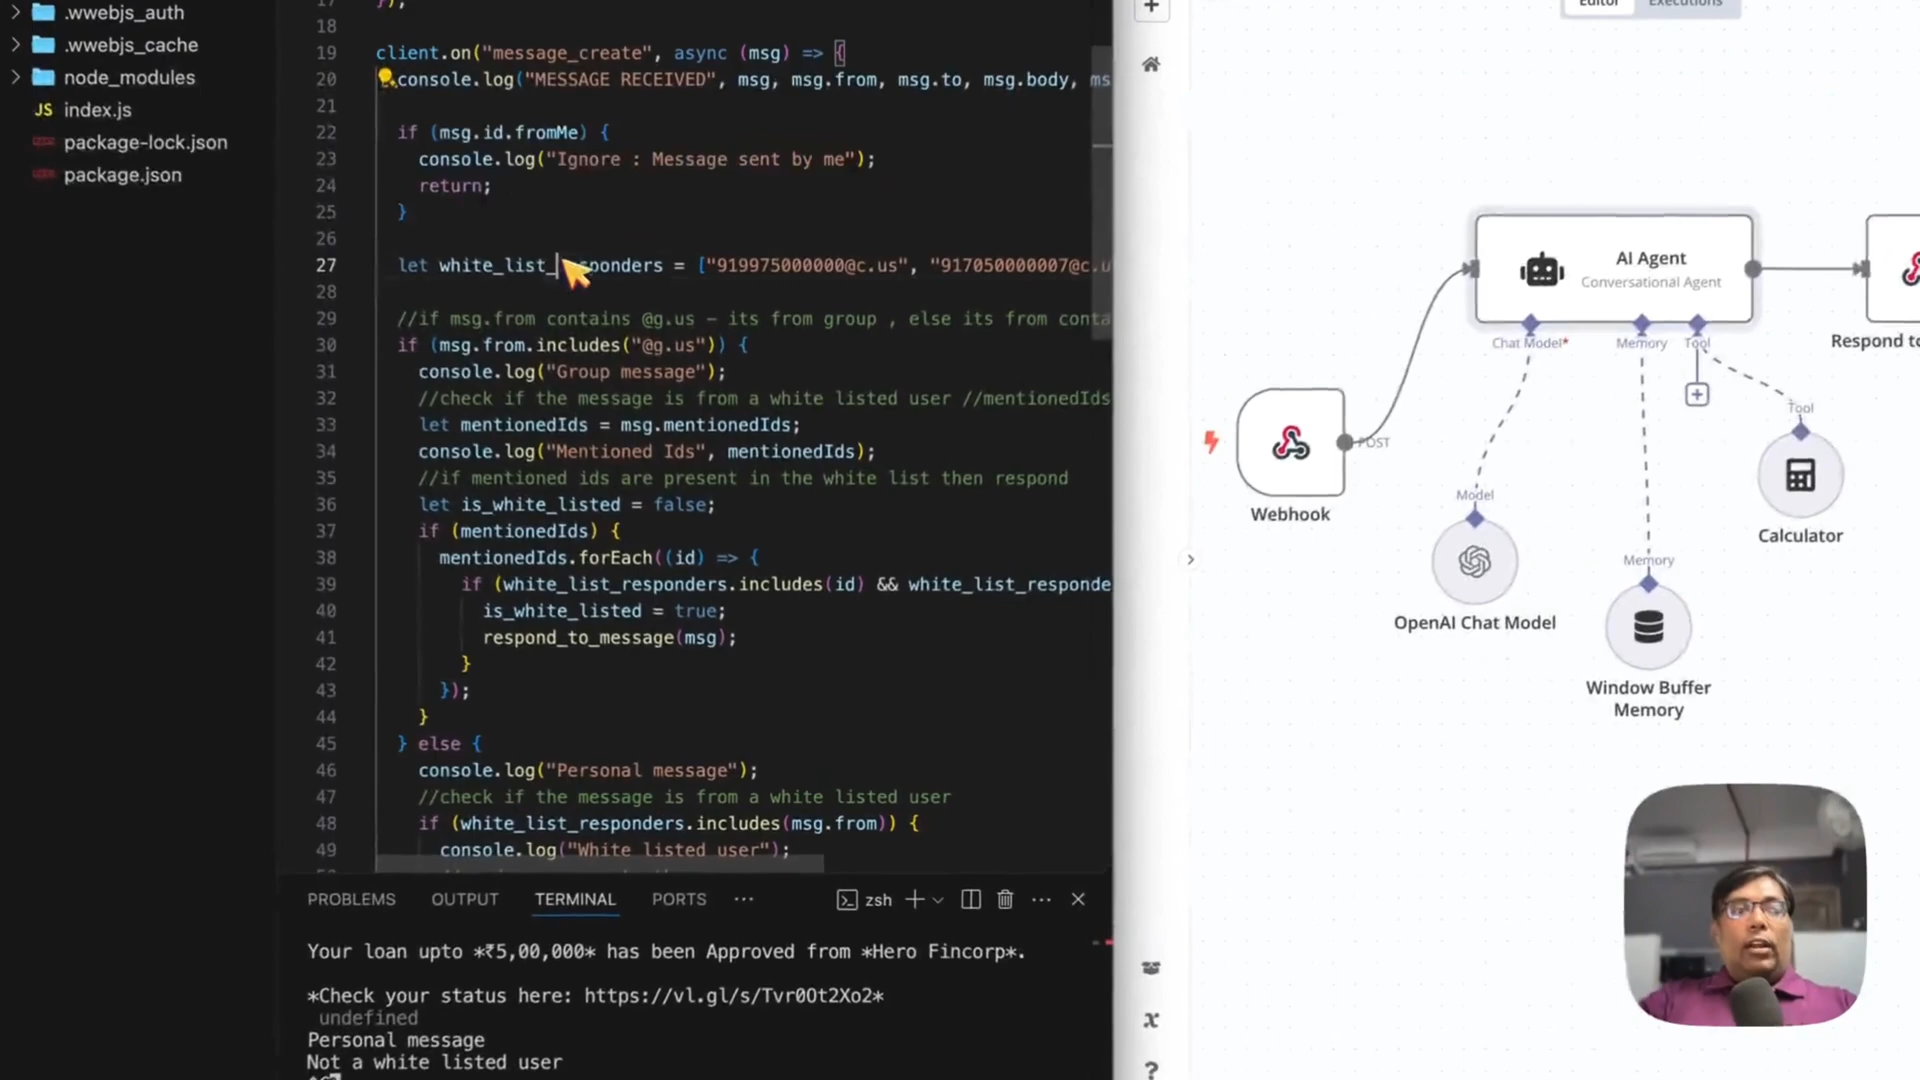 .wwebjs_auth
.wwebjs_cache
node_modules
JS index.js
package-lock.json
package.json
17 });
18
19 client.on("message_create", async (msg) => {
20 console.log("MESSAGE RECEIVED", msg, msg.from, msg.to, msg.body, ms
21
22 if (msg.id.fromMe) {
23 console.log("Ignore : Message sent by me");
24 return;
25 }
26
27 let white_list_ sponders = ["919975000000@c.us", "917050000007@c.u
28
29 //if msg.from contains @g.us – its from group , else its from conta
30 if (msg.from.includes("@g.us")) {
31 console.log("Group message");
32 //check if the message is from a white listed user //mentionedIds
33 let mentionedIds = msg.mentionedIds;
34 console.log("Mentioned Ids", mentionedIds);
35 //if mentioned ids are present in the white list then respond
36 let is_white_listed = false;
37 if (mentionedIds) {
38 mentionedIds.forEach((id) => {
39 if (white_list_responders.includes(id) && white_list_responde
40 is_white_listed = true;
41 respond_to_message(msg);
42 }
43 });
44 }
45 } else {
46 console.log("Personal message");
47 //check if the message is from a white listed user
48 if (white_list_responders.includes(msg.from)) {
49 console.log("White listed user");
PROBLEMS OUTPUT TERMINAL PORTS ··· zsh
Your loan upto *₹5,00,000* has been Approved from *Hero Fincorp*.
*Check your status here: https://vl.gl/s/Tvr0Ot2Xo2*
undefined
Personal message
Not a white listed user
Editor Executions
AI Agent
Conversational Agent
Chat Model*
Memory
Tool
Respond to
POST
Webhook
Tool
Calculator
Model
OpenAI Chat Model
Memory
Window Buffer
Memory